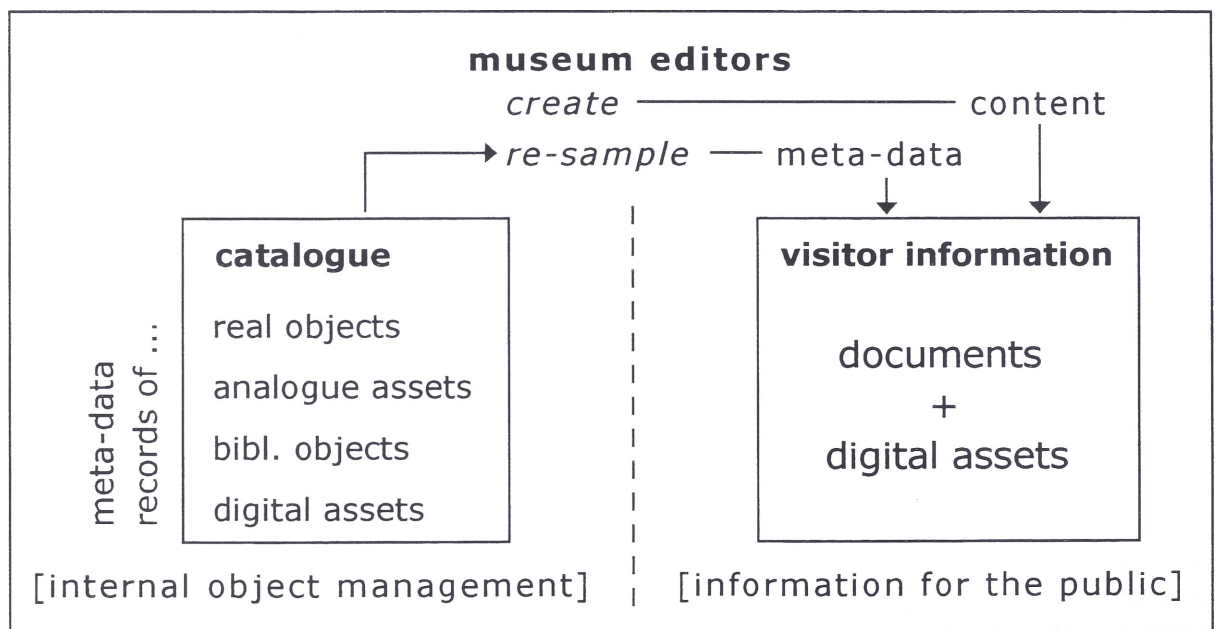 museum editors
create content
re-sample meta-data
catalogue
real objects
analogue assets
bibl. objects
digital assets
meta-data
records of ...
[internal object management]
visitor information
documents
+
digital assets
[information for the public]